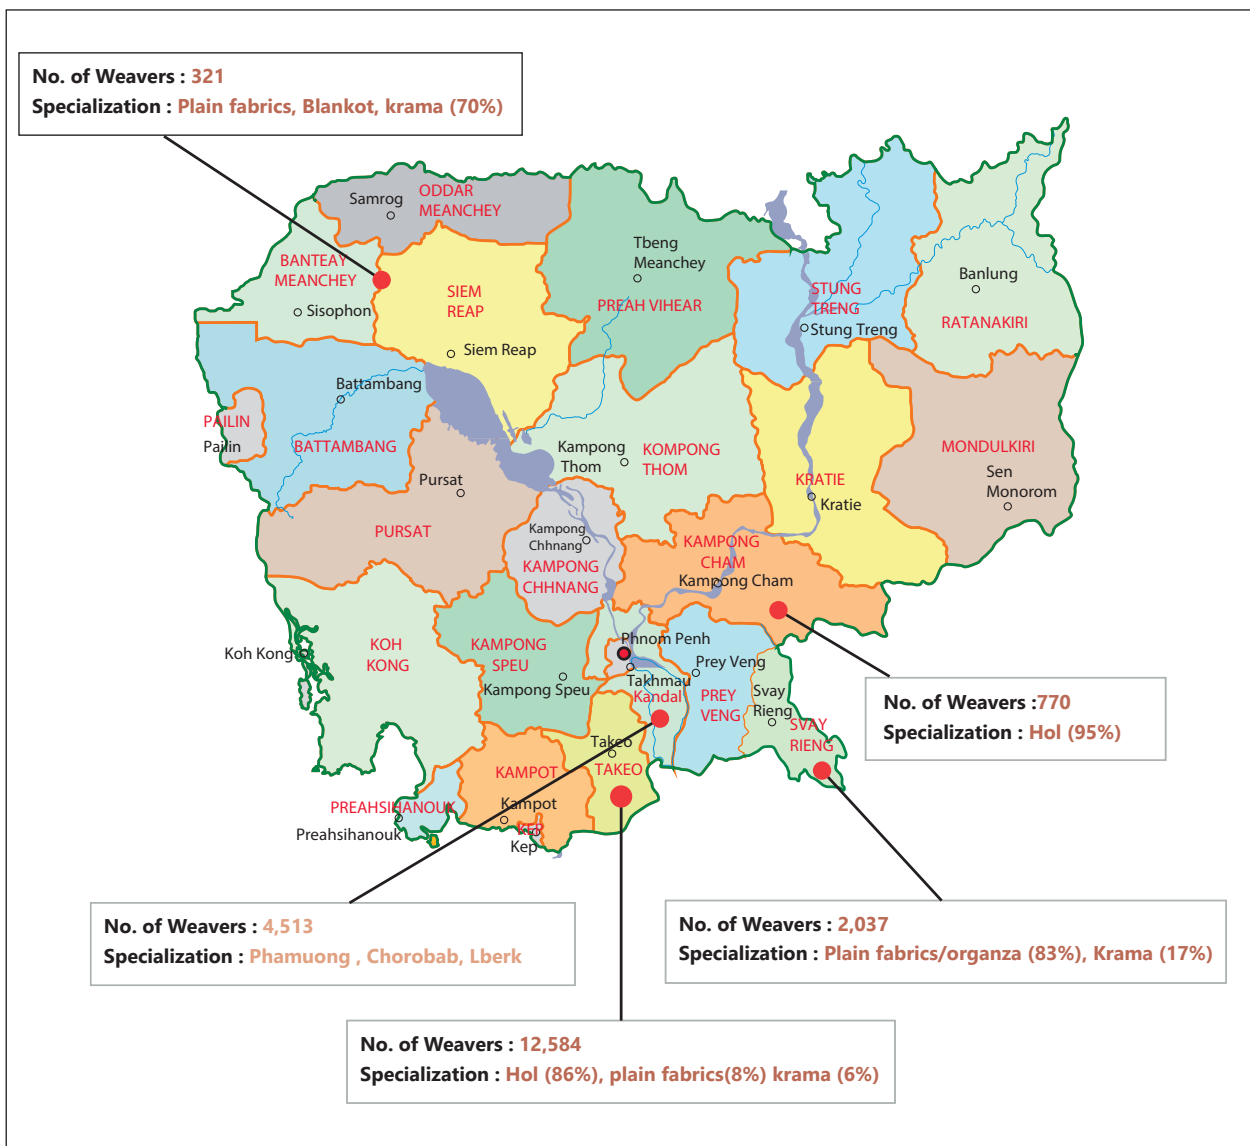 No. of Weavers : 321
Specialization : Plain fabrics, Blankot, krama (70%)
Samrog
ODDAR
MEANCHEY
BANTEAY
MEANCHEY
Sisophon
SIEM
REAP
Siem Reap
Tbeng
Meanchey
PREAH VIHEAR
STUNG
TRENG
Stung Treng
Banlung
RATANAKIRI
Battambang
BATTAMBANG
PAILIN
Pailin
Pursat
PURSAT
Kampong
Thom
KOMPONG
THOM
KRATIE
Kratie
MONDULKIRI
Sen
Monorom
Kampong
Chhnang
KAMPONG
CHHNANG
KAMPONG
CHAM
Kampong Cham
KOH
KONG
Koh Kong
KAMPONG
SPEU
Kampong Speu
Phnom Penh
Takhmau
Kandal
Prey Veng
PREY
VENG
Svay
Rieng
SVAY
RIENG
Takeo
TAKEO
KAMPOT
Kampot
KEP
Kep
PREAHSIHANOUK
Preahsihanouk
No. of Weavers :770
Specialization : Hol (95%)
No. of Weavers : 4,513
Specialization : Phamuong , Chorobab, Lberk
No. of Weavers : 2,037
Specialization : Plain fabrics/organza (83%), Krama (17%)
No. of Weavers : 12,584
Specialization : Hol (86%), plain fabrics(8%) krama (6%)